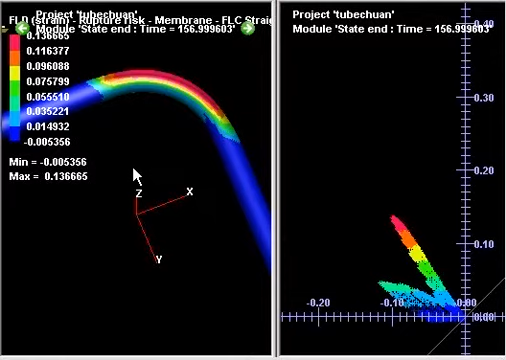 Project 'tubechuan'
FLD (strain) - Rupture risk - Membrane - FLC Straig
Module 'State end : Time = 156.999603'
0.136665
0.116377
0.096088
0.075799
0.055510
0.035221
0.014932
-0.005356
Min = -0.005356
Max = 0.136665
Z
X
Y
Project 'tubechuan'
Module 'State end : Time = 156.999603'
0.40
0.30
0.20
0.10
-0.20
-0.10
0.00
0.00